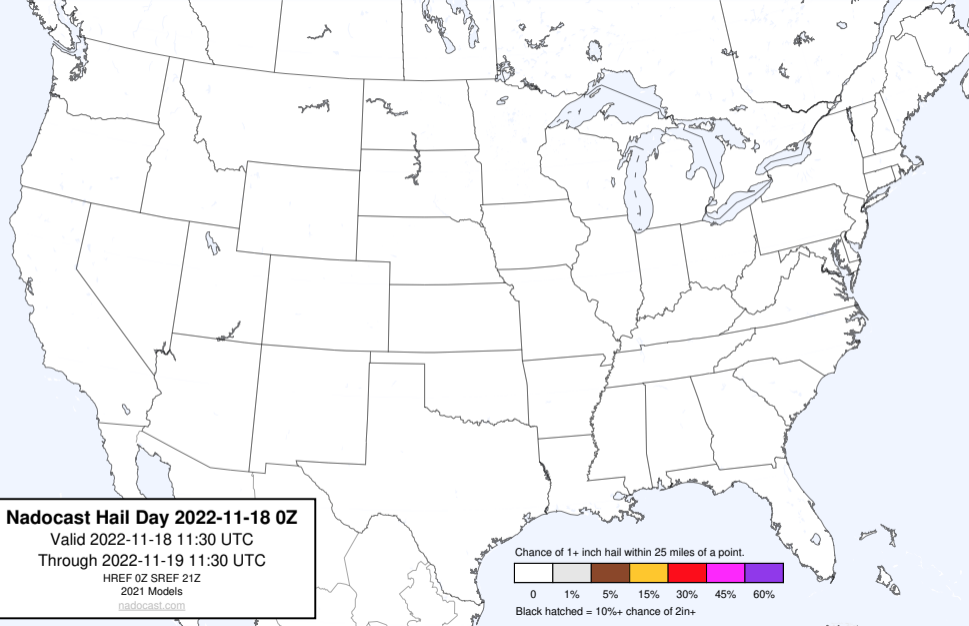 Nadocast Hail Day 2022-11-18 0Z
Valid 2022-11-18 11:30 UTC
Through 2022-11-19 11:30 UTC
HREF 0Z SREF 21Z
2021 Models
nadocast.com
Chance of 1+ inch hail within 25 miles of a point.
0 1% 5% 15% 30% 45% 60%
Black hatched = 10%+ chance of 2in+